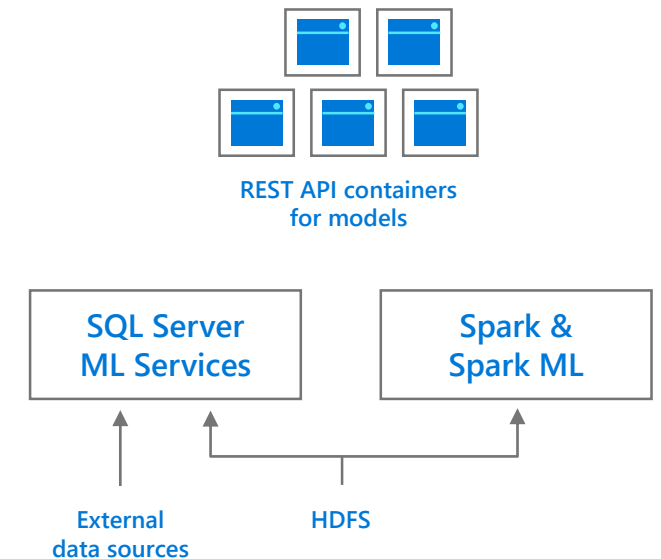 REST API containers
for models
SQL Server
ML Services
Spark &
Spark ML
External
data sources
HDFS